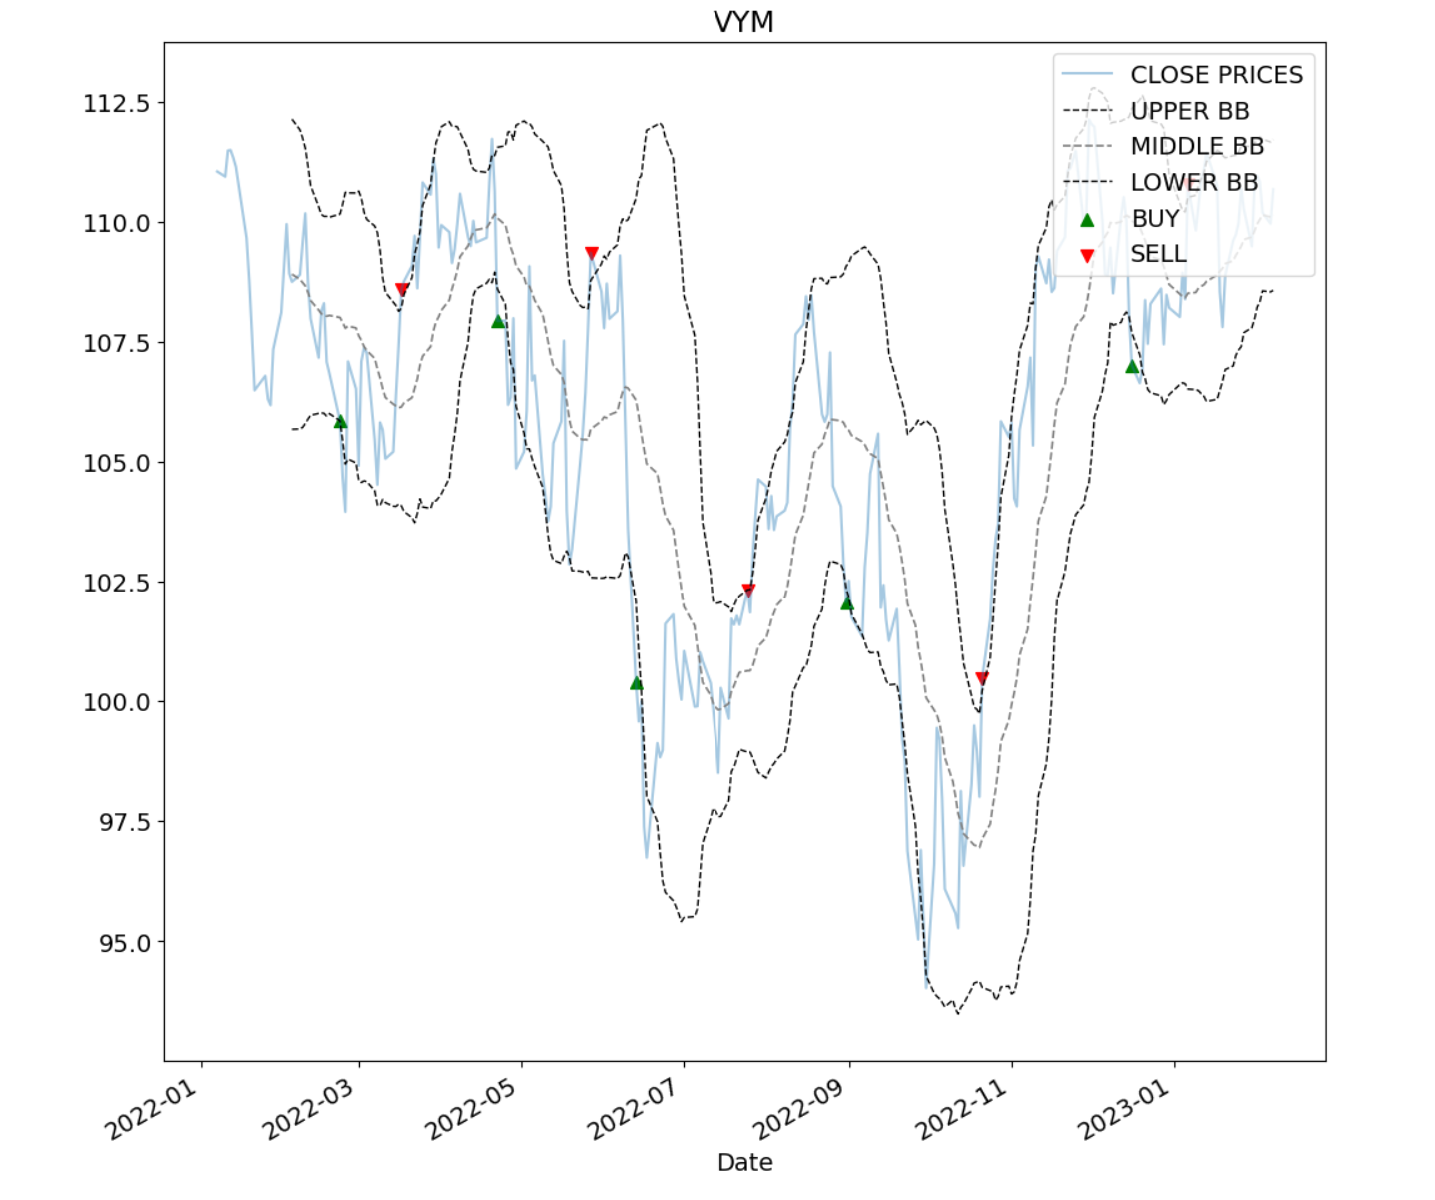 VYM
CLOSE PRICES
UPPER BB
MIDDLE BB
LOWER BB
BUY
SELL
112.5
110.0
107.5
105.0
102.5
100.0
97.5
95.0
2022-01
2022-03
2022-05
2022-07
2022-09
2022-11
2023-01
Date